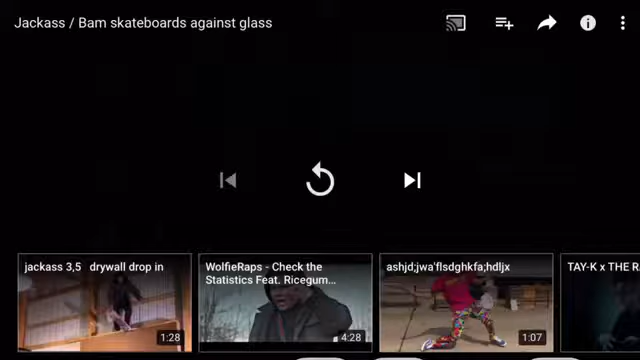 Jackass / Bam skateboards against glass
jackass 3,5 drywall drop in
1:28
WolfieRaps - Check the
Statistics Feat. Ricegum...
4:28
ashjd;jwa'flsdghkfa;hdljx
1:07
TAY-K x THE R